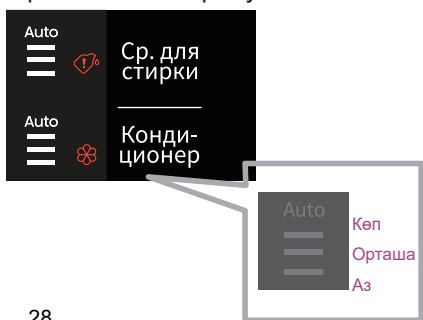 Auto
Ср. для
стирки
Auto
Конди-
ционер
Auto
Көп
Орташа
Аз
28